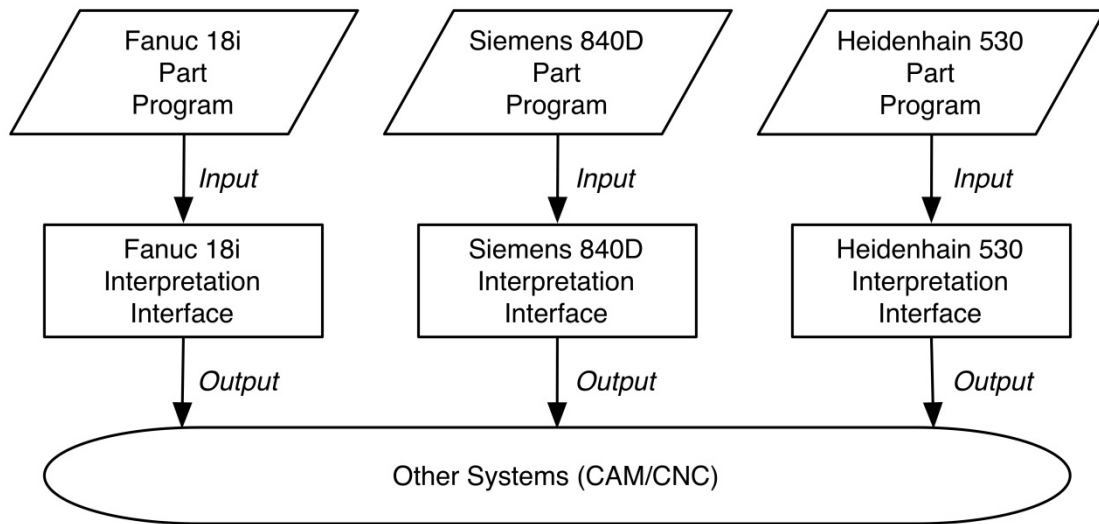 Fanuc 18i
Part
Program
Siemens 840D
Part
Program
Heidenhain 530
Part
Program
Input
Input
Input
Fanuc 18i
Interpretation
Interface
Siemens 840D
Interpretation
Interface
Heidenhain 530
Interpretation
Interface
Output
Output
Output
Other Systems (CAM/CNC)